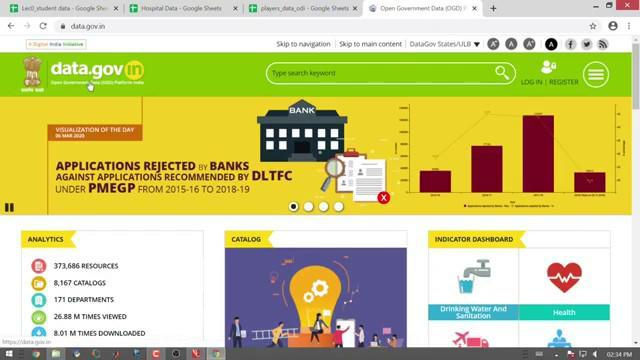 Lec0_student data - Google Sheets
Hospital Data - Google Sheets
players_data_odi - Google Sheets
Open Government Data (OGD) P
data.gov.in
A Digital India Initiative
Skip to navigation
Skip to main content
DataGov States/ULB
data.gov in
Open Government Data (OGD) Platform India
Type search keyword
LOG IN | REGISTER
VISUALIZATION OF THE DAY
06 MAR 2020
APPLICATIONS REJECTED BY BANKS
AGAINST APPLICATIONS RECOMMENDED BY DLTFC
UNDER PMEGP FROM 2015-16 TO 2018-19
BANK
ANALYTICS
373,686 RESOURCES
8,167 CATALOGS
171 DEPARTMENTS
26.88 M TIMES VIEWED
8.01 M TIMES DOWNLOADED
CATALOG
INDICATOR DASHBOARD
Drinking Water And
Sanitation
Health
https://data.gov.in
02:34 PM